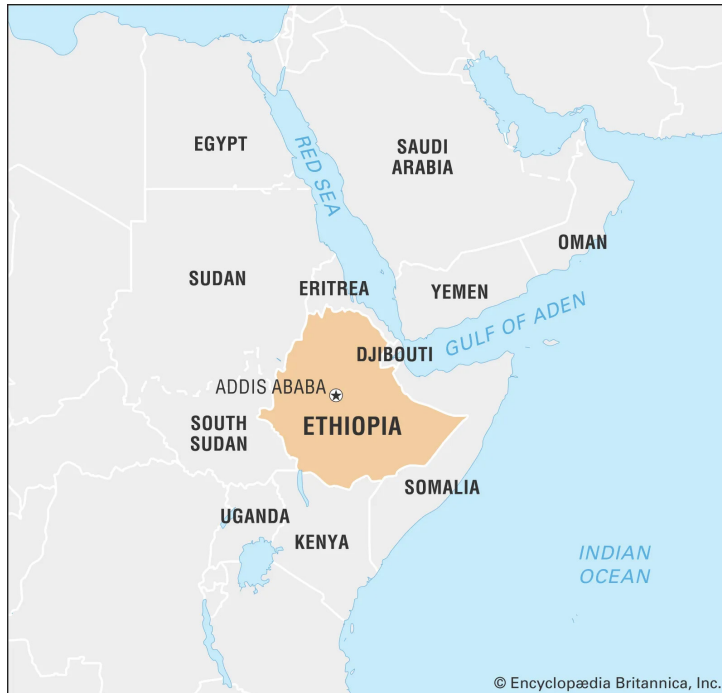 EGYPT
SAUDI
ARABIA
RED SEA
OMAN
SUDAN
ERITREA
YEMEN
GULF OF ADEN
DJIBOUTI
ADDIS ABABA
ETHIOPIA
SOUTH
SUDAN
SOMALIA
UGANDA
KENYA
INDIAN
OCEAN
© Encyclopædia Britannica, Inc.